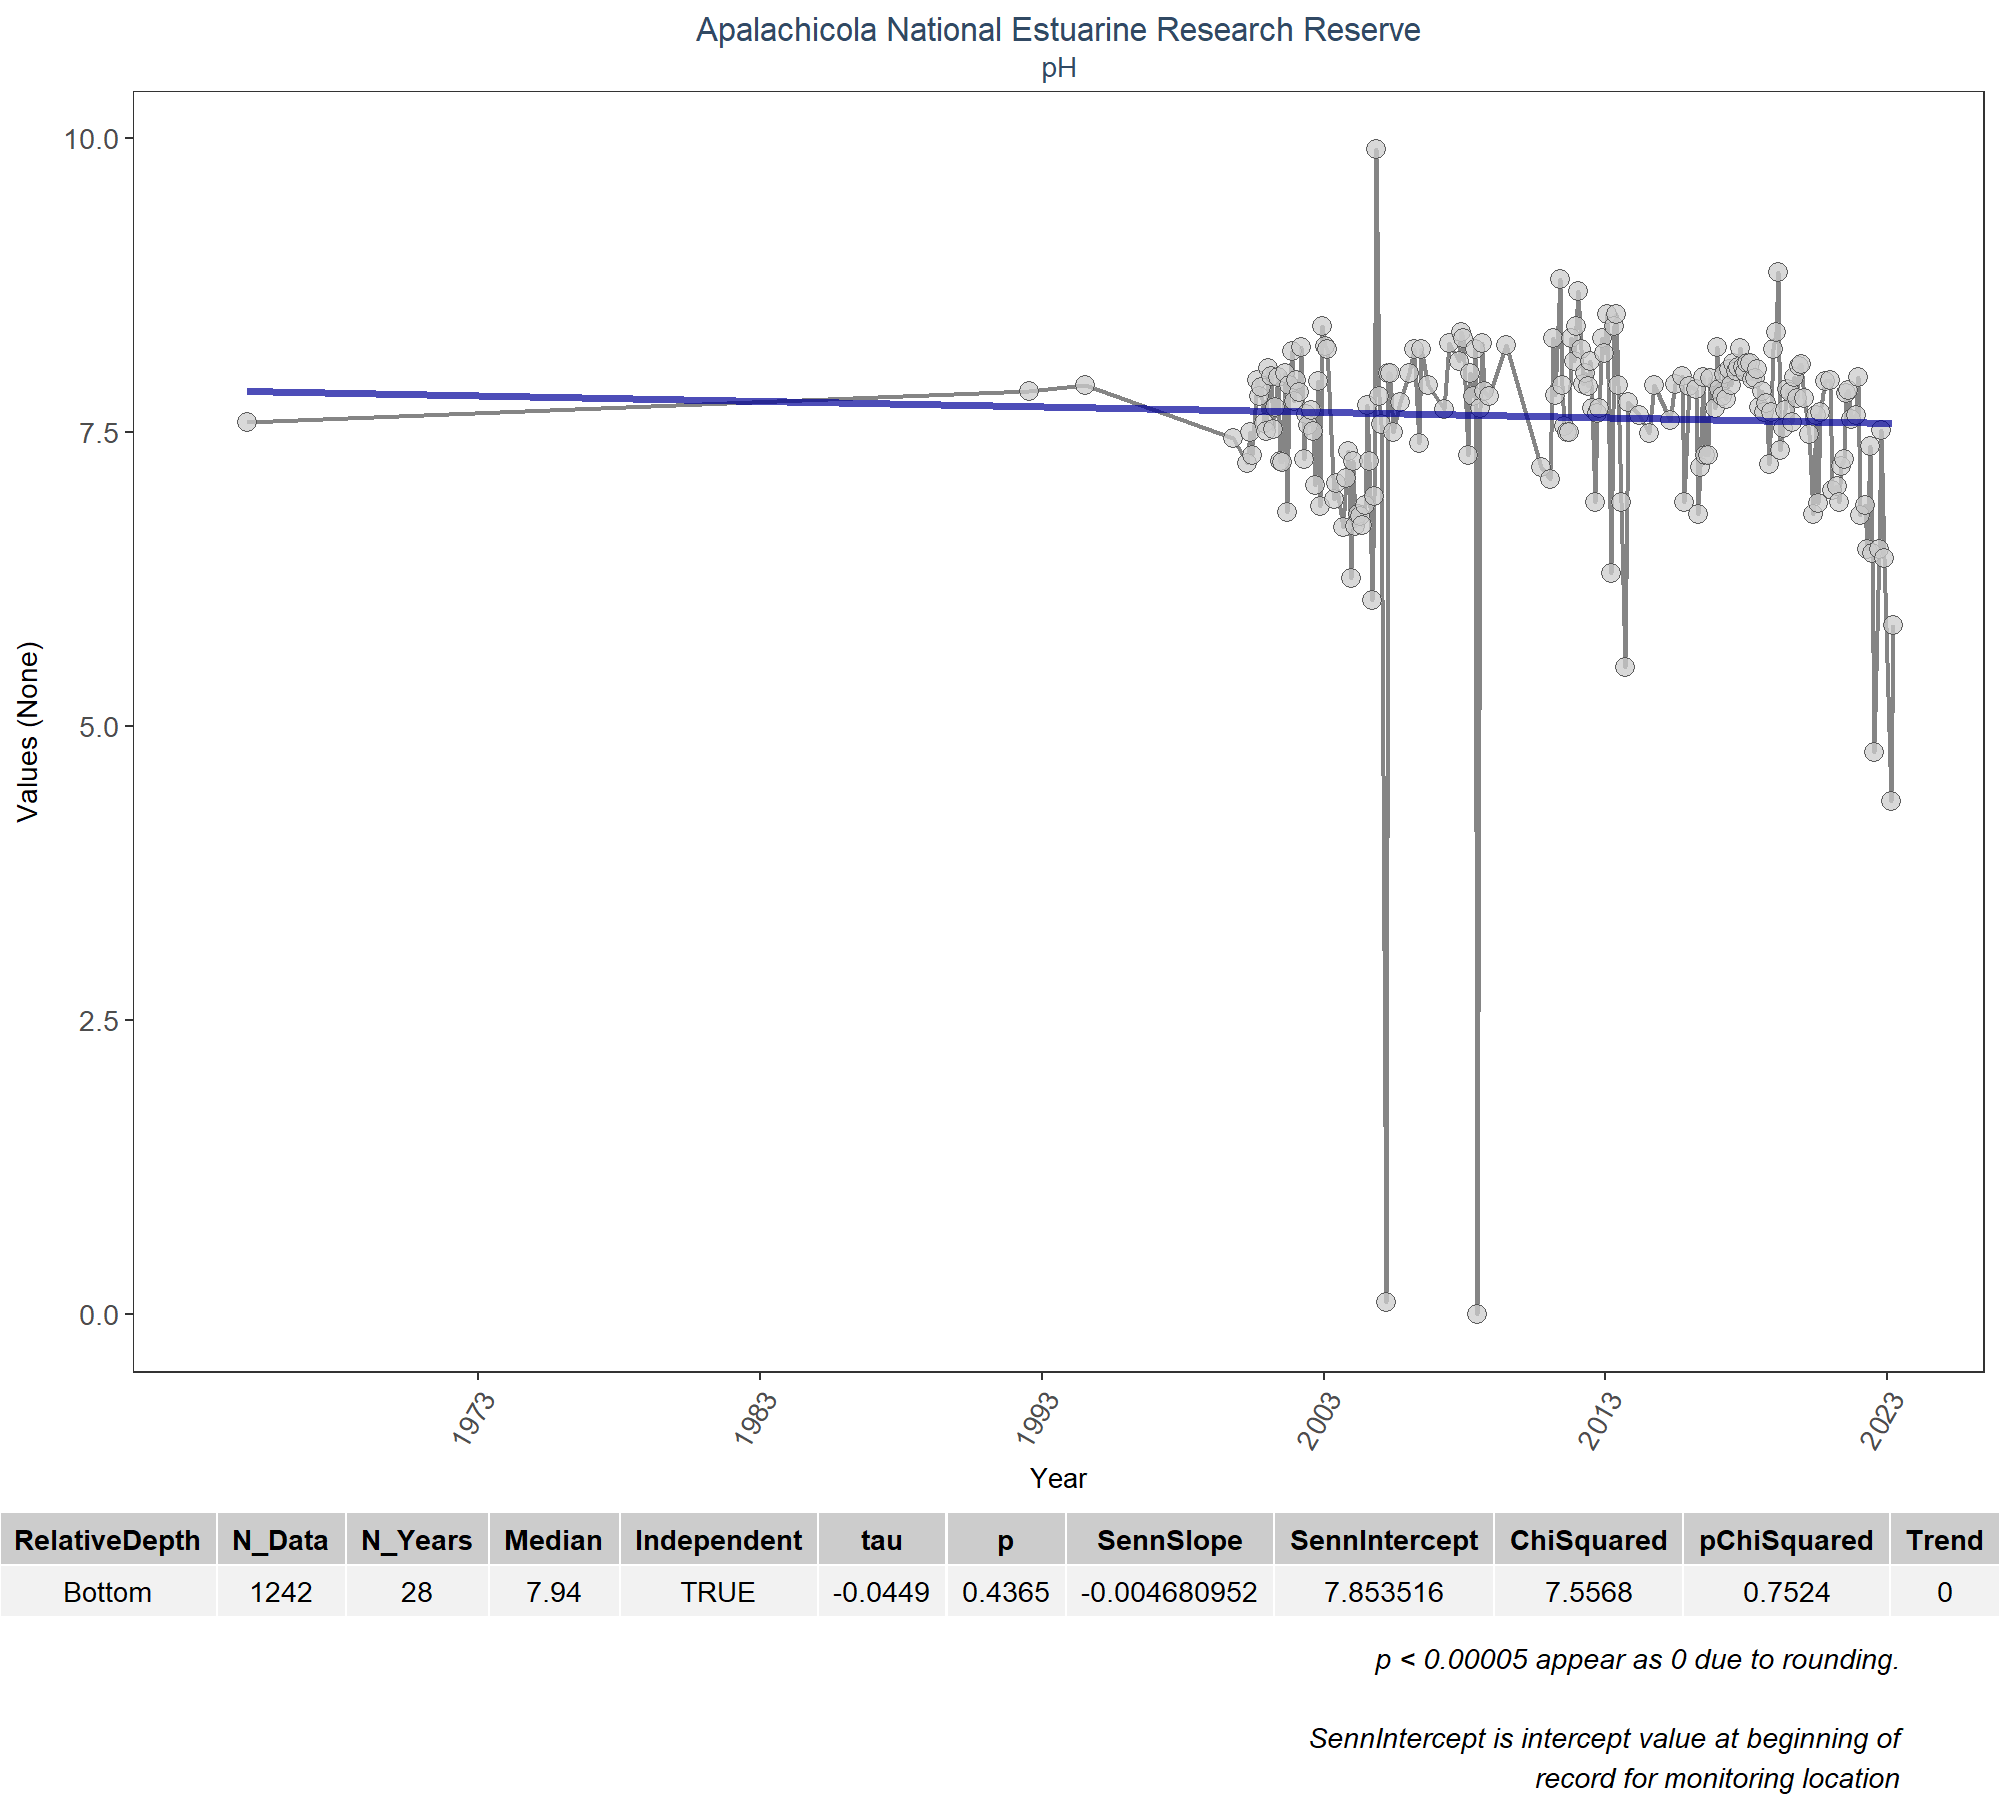 Apalachicola National Estuarine Research Reserve
pH
10.0
7.5
5.0
2.5
0.0
Values (None)
1973
1983
1993
2003
2013
2023
Year
RelativeDepth N_Data N_Years Median Independent tau p SennSlope SennIntercept ChiSquared pChiSquared Trend
Bottom 1242 28 7.94 TRUE -0.0449 0.4365 -0.004680952 7.853516 7.5568 0.7524 0
p < 0.00005 appear as 0 due to rounding.
SennIntercept is intercept value at beginning of
record for monitoring location